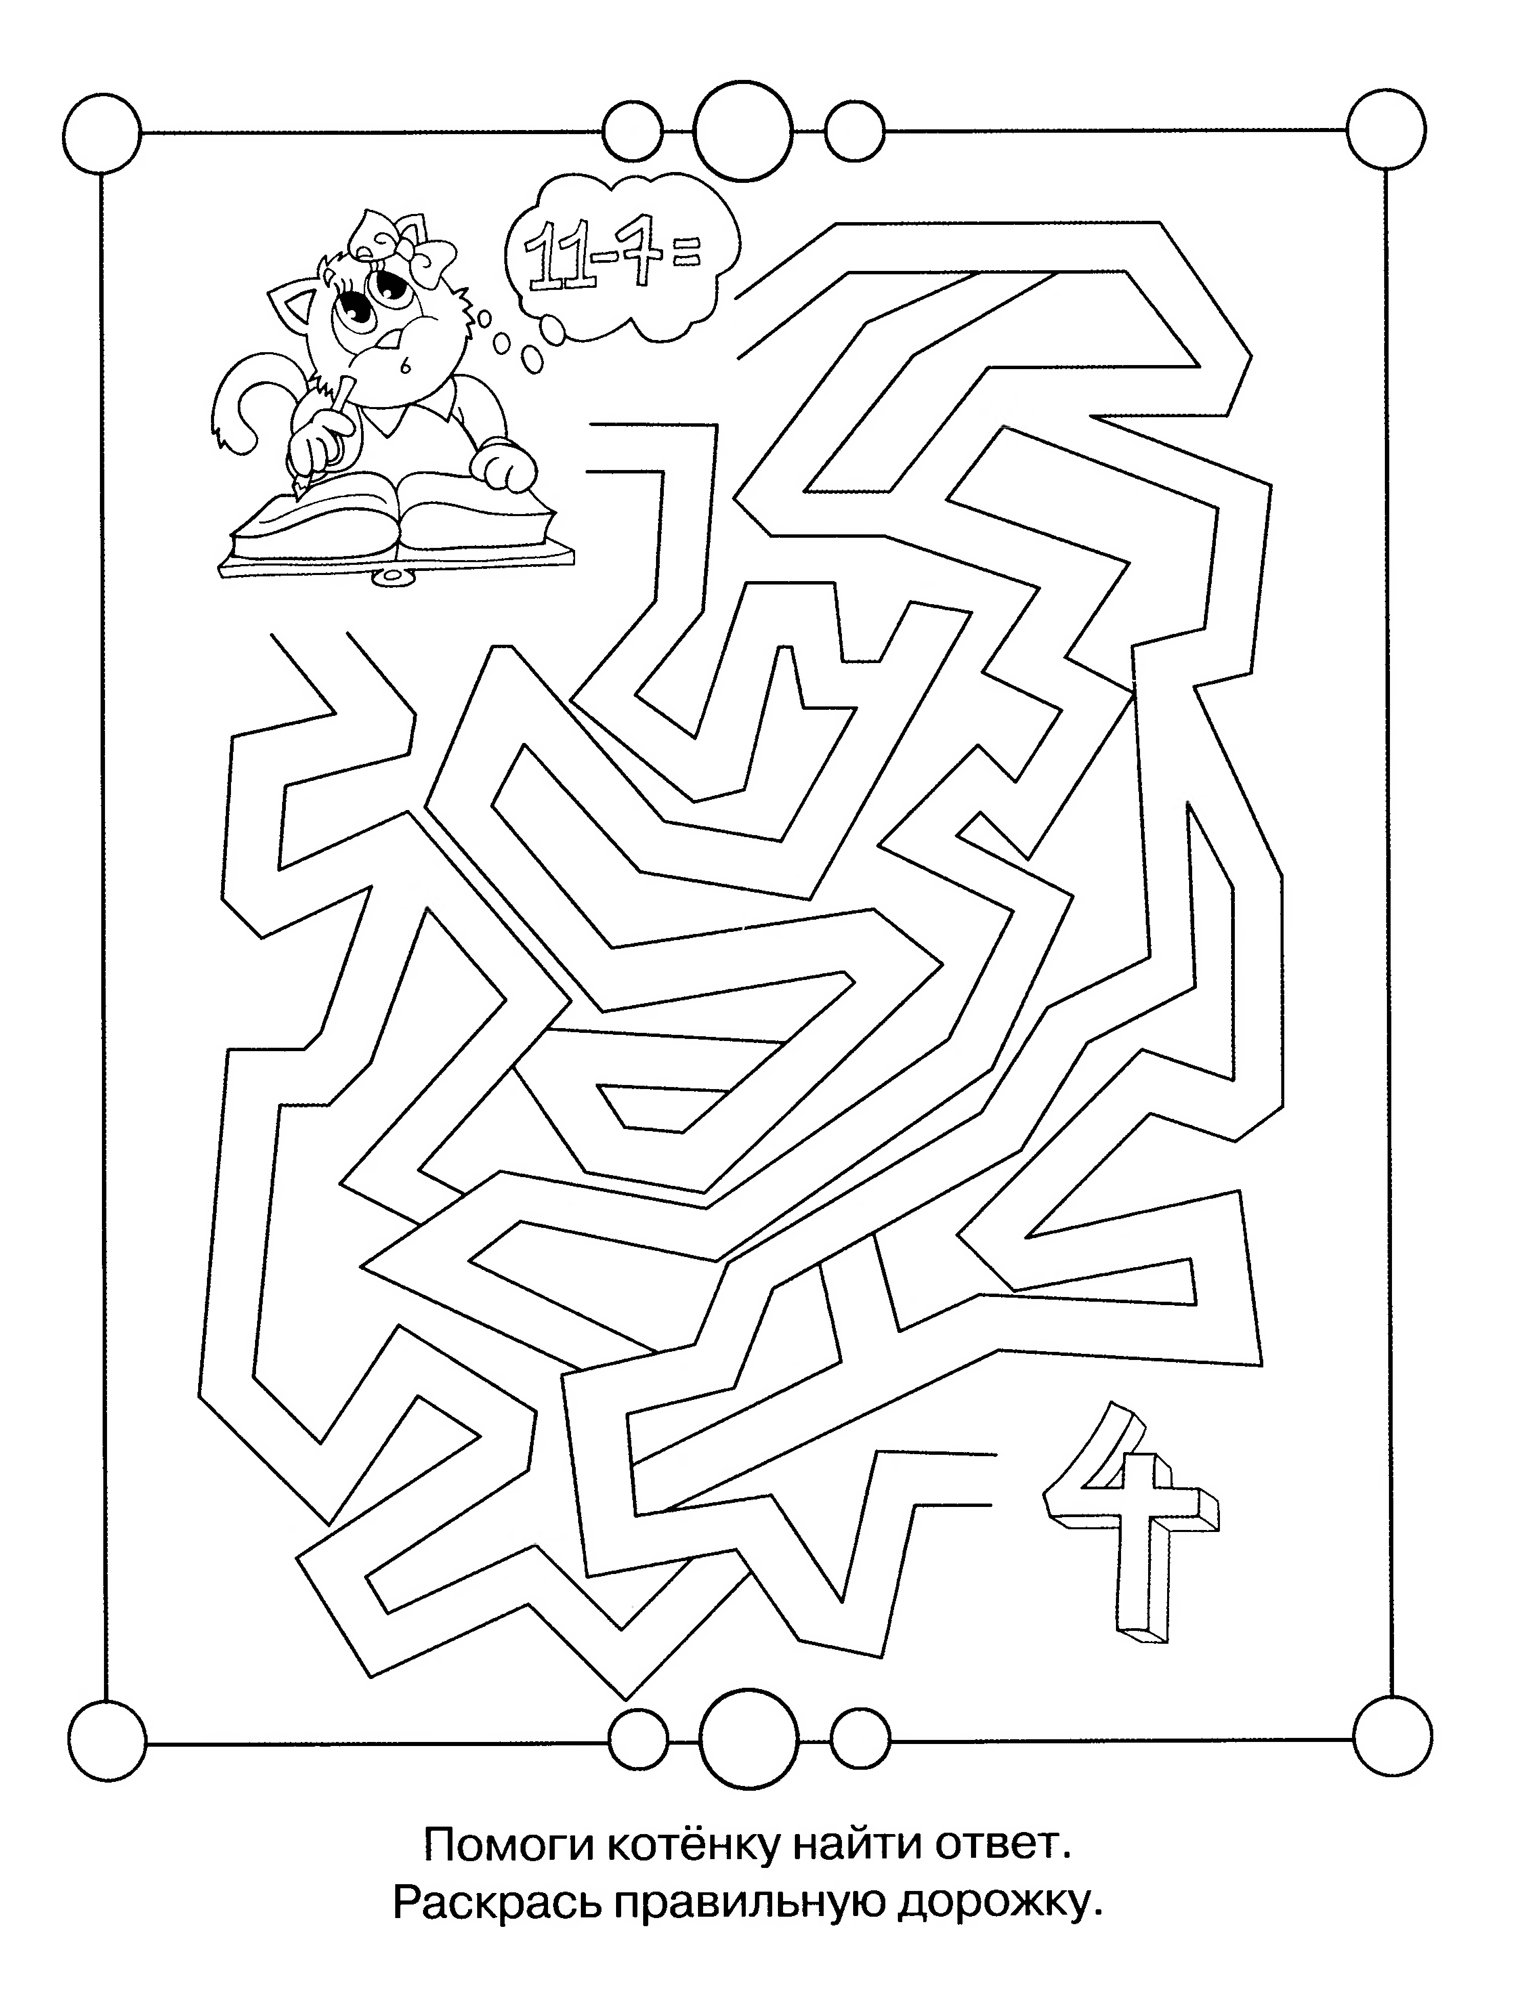 11-7=
4
Помоги котёнку найти ответ.
Раскрась правильную дорожку.